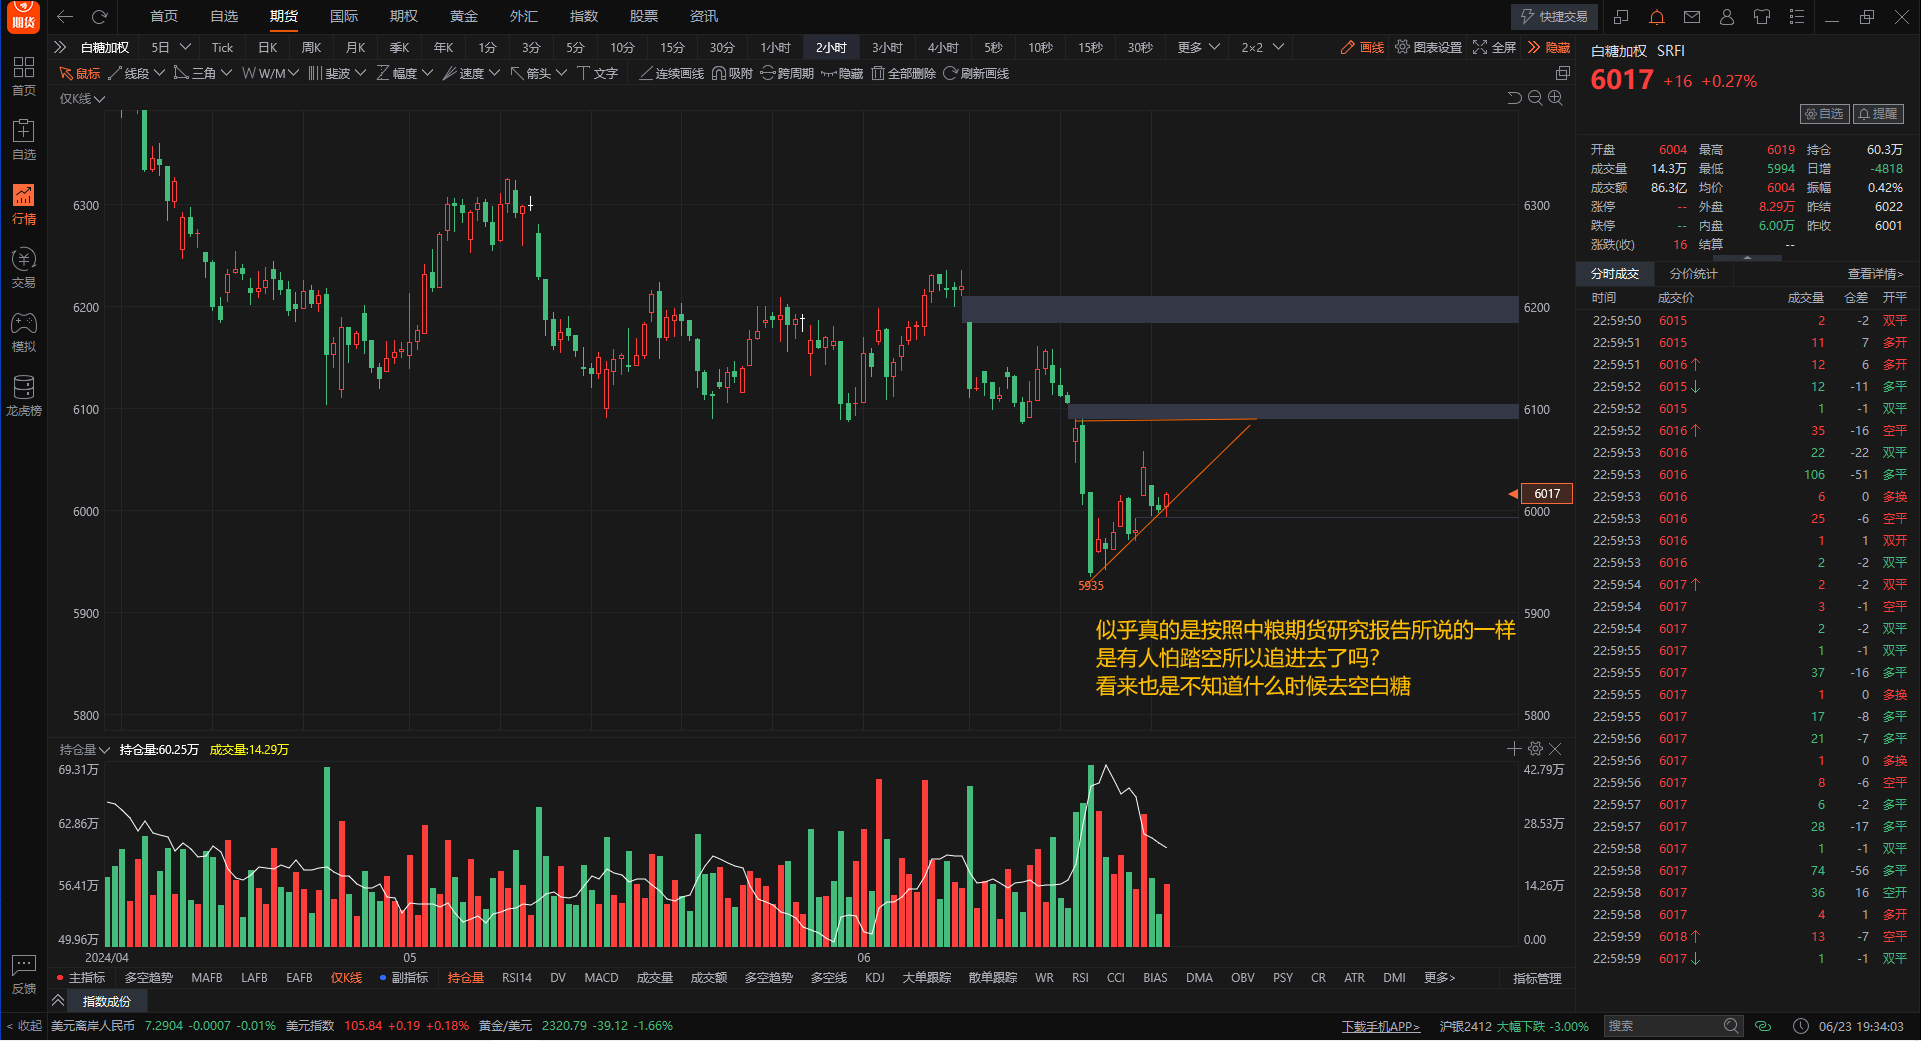 期货
首页 自选 期货 国际 期权 黄金 外汇 指数 股票 资讯
快捷交易
白糖加权 5日 Tick 日K 周K 月K 季K 年K 1分 3分 5分 10分 15分 30分 1小时 2小时 3小时 4小时 5秒 10秒 15秒 30秒 更多 2×2 画线 图表设置 全屏 隐藏
鼠标 线段 三角 W/M 斐波 幅度 速度 箭头 文字 连续画线 吸附 跨周期 隐藏 全部删除 刷新画线
仅K线
首页
自选
行情
交易
模拟
龙虎榜
反馈
6300 6300
6200 6200
6100 6100
6017
6000 6000
5935
5900 5900
似乎真的是按照中粮期货研究报告所说的一样
是有人怕踏空所以追进去了吗?
看来也是不知道什么时候去空白糖
5800 5800
持仓量 持仓量:60.25万 成交量:14.29万
69.31万 42.79万
62.86万 28.53万
56.41万 14.26万
49.96万 0.00
2024/04 05 06
主指标 多空趋势 MAFB LAFB EAFB 仅K线 副指标 持仓量 RSI14 DV MACD 成交量 成交额 多空趋势 多空线 KDJ 大单跟踪 散单跟踪 WR RSI CCI BIAS DMA OBV PSY CR ATR DMI 更多> 指标管理
指数成份
< 收起 美元离岸人民币 7.2904 -0.0007 -0.01% 美元指数 105.84 +0.19 +0.18% 黄金/美元 2320.79 -39.12 -1.66% 下载手机APP> 沪银2412 大幅下跌 -3.00% 搜索 06/23 19:34:03
白糖加权 SRFI
6017 +16 +0.27%
自选 提醒
开盘 6004 最高 6019 持仓 60.3万
成交量 14.3万 最低 5994 日增 -4818
成交额 86.3亿 均价 6004 振幅 0.42%
涨停 -- 外盘 8.29万 昨结 6022
跌停 -- 内盘 6.00万 昨收 6001
涨跌(收) 16 结算 --
分时成交 分价统计 查看详情>
时间 成交价 成交量 仓差 开平
22:59:50 6015 2 -2 双平
22:59:51 6015 11 7 多开
22:59:51 6016↑ 12 6 多开
22:59:52 6015↓ 12 -11 多平
22:59:52 6015 1 -1 双平
22:59:52 6016↑ 35 -16 空平
22:59:53 6016 22 -22 双平
22:59:53 6016 106 -51 多平
22:59:53 6016 6 0 多换
22:59:53 6016 25 -6 空平
22:59:53 6016 1 1 双开
22:59:53 6016 2 -2 双平
22:59:54 6017↑ 2 -2 双平
22:59:54 6017 3 -1 空平
22:59:54 6017 2 -2 双平
22:59:55 6017 1 -1 双平
22:59:55 6017 37 -16 多平
22:59:55 6017 1 0 多换
22:59:55 6017 17 -8 多平
22:59:56 6017 21 -7 多平
22:59:56 6017 1 0 多换
22:59:56 6017 8 -6 空平
22:59:57 6017 6 -2 多平
22:59:57 6017 28 -17 多平
22:59:58 6017 1 -1 双平
22:59:58 6017 74 -56 多平
22:59:58 6017 36 16 空开
22:59:58 6017 4 1 多开
22:59:59 6018↑ 13 -7 空平
22:59:59 6017↓ 1 -1 双平